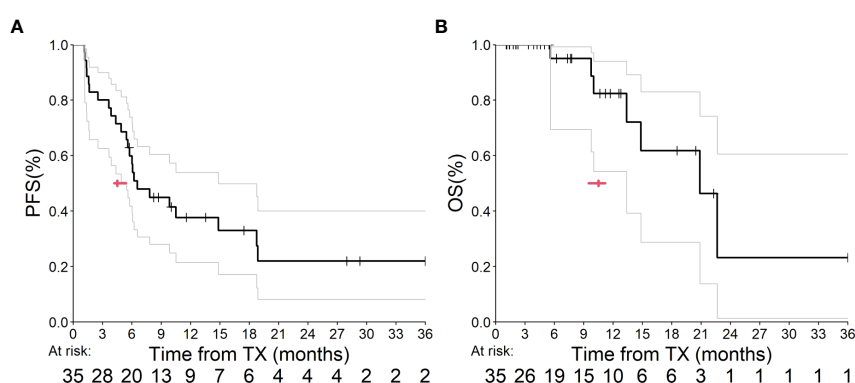 A
PFS(%)
1.0
0.8
0.6
0.4
0.2
0.0
0 3 6 9 12 15 18 21 24 27 30 33 36
At risk: Time from TX (months)
35 28 20 13 9 7 6 4 4 4 2 2 2
B
OS(%)
1.0
0.8
0.6
0.4
0.2
0.0
0 3 6 9 12 15 18 21 24 27 30 33 36
At risk: Time from TX (months)
35 26 19 15 10 6 6 3 1 1 1 1 1